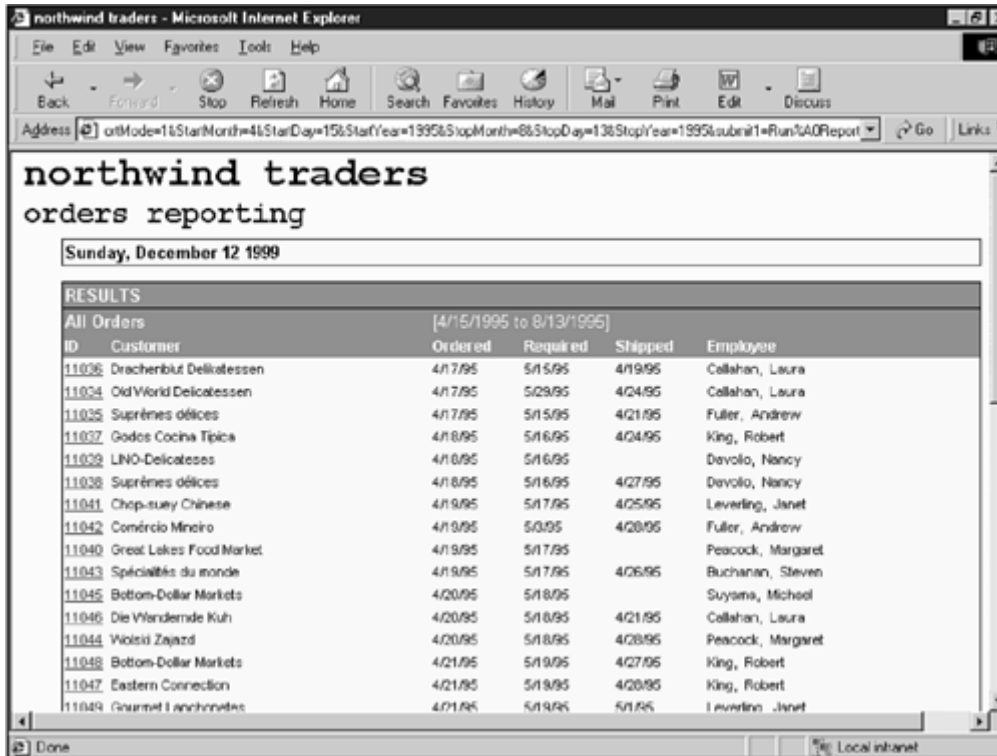 northwind traders - Microsoft Internet Explorer
File Edit View Favorites Tools Help
Back Forward Stop Refresh Home Search Favorites History Mail Print Edit Discuss
Address ortMode=1&StartMonth=4&StartDay=15&StartYear=1995&StopMonth=8&StopDay=13&StopYear=1995&submit1=Run%A0Report Go Links
northwind traders
orders reporting
Sunday, December 12 1999
RESULTS
All Orders [4/15/1995 to 8/13/1995]
ID Customer Ordered Required Shipped Employee
11036 Drachenblut Delikatessen 4/17/95 5/15/95 4/19/95 Callahan, Laura
11034 Old World Delicatessen 4/17/95 5/29/95 4/24/95 Callahan, Laura
11035 Suprêmes délices 4/17/95 5/15/95 4/21/95 Fuller, Andrew
11037 Godos Cocina Típica 4/18/95 5/16/95 4/24/95 King, Robert
11039 LINO-Delicateses 4/18/95 5/16/95 Davolio, Nancy
11038 Suprêmes délices 4/18/95 5/16/95 4/27/95 Davolio, Nancy
11041 Chop-suey Chinese 4/19/95 5/17/95 4/25/95 Leverling, Janet
11042 Comércio Mineiro 4/19/95 5/3/95 4/28/95 Fuller, Andrew
11040 Great Lakes Food Market 4/19/95 5/17/95 Peacock, Margaret
11043 Spécialités du monde 4/19/95 5/17/95 4/26/95 Buchanan, Steven
11045 Bottom-Dollar Markets 4/20/95 5/18/95 Suyama, Michael
11046 Die Wandernde Kuh 4/20/95 5/18/95 4/21/95 Callahan, Laura
11044 Wolski Zajazd 4/20/95 5/18/95 4/28/95 Peacock, Margaret
11048 Bottom-Dollar Markets 4/21/95 5/19/95 4/27/95 King, Robert
11047 Eastern Connection 4/21/95 5/19/95 4/28/95 King, Robert
11049 Gourmet Lanchonetes 4/21/95 5/19/95 5/1/95 Leverling, Janet
Done Local intranet